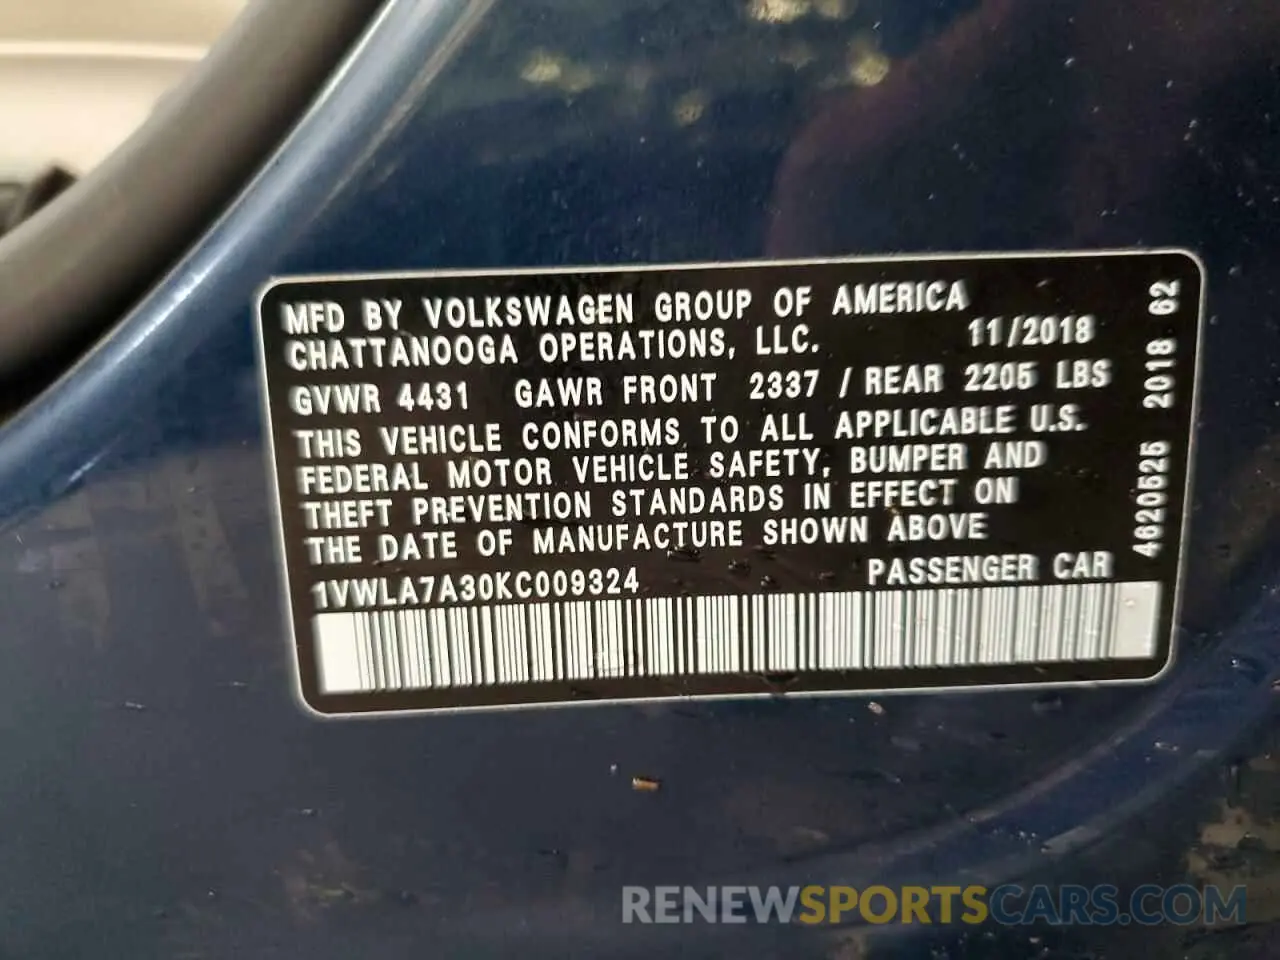 MFD BY VOLKSWAGEN GROUP OF AMERICA
CHATTANOOGA OPERATIONS, LLC. 11/2018
GVWR 4431 GAWR FRONT 2337 / REAR 2205 LBS
THIS VEHICLE CONFORMS TO ALL APPLICABLE U.S.
FEDERAL MOTOR VEHICLE SAFETY, BUMPER AND
THEFT PREVENTION STANDARDS IN EFFECT ON
THE DATE OF MANUFACTURE SHOWN ABOVE
1VWLA7A30KC009324 PASSENGER CAR
4620525 2018 62
RENEWSPORTSCARS.COM